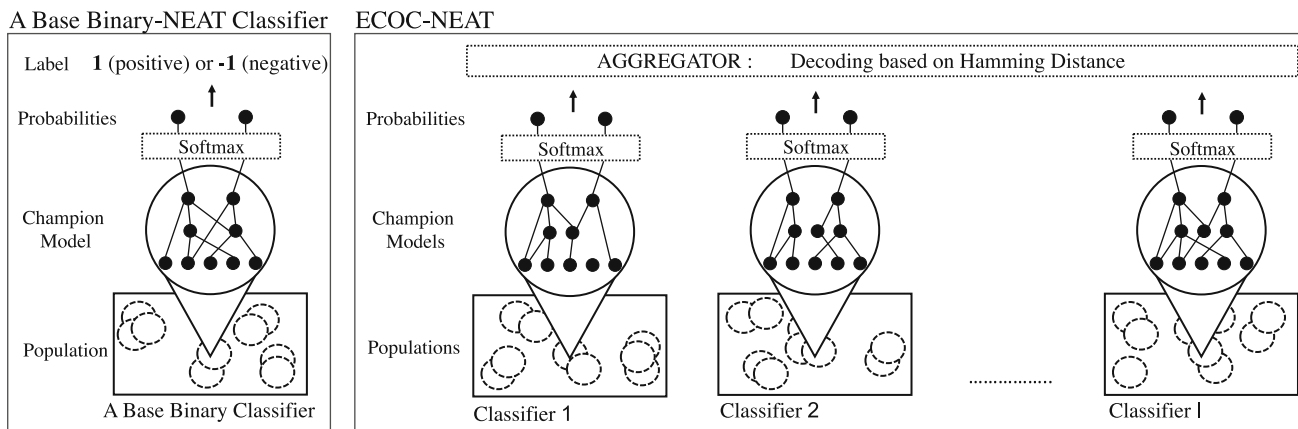 A Base Binary-NEAT Classifier
Label 1 (positive) or -1 (negative)
Probabilities
Softmax
Champion
Model
Population
A Base Binary Classifier
ECOC-NEAT
AGGREGATOR : Decoding based on Hamming Distance
Probabilities
Softmax
Softmax
Softmax
Champion
Models
Populations
..............
Classifier 1
Classifier 2
Classifier l